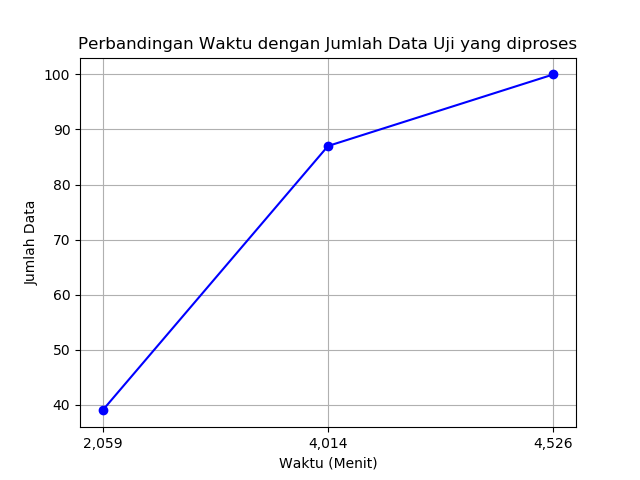 Perbandingan Waktu dengan Jumlah Data Uji yang diproses
100
90
80
70
60
50
40
Jumlah Data
2,059 4,014 4,526
Waktu (Menit)